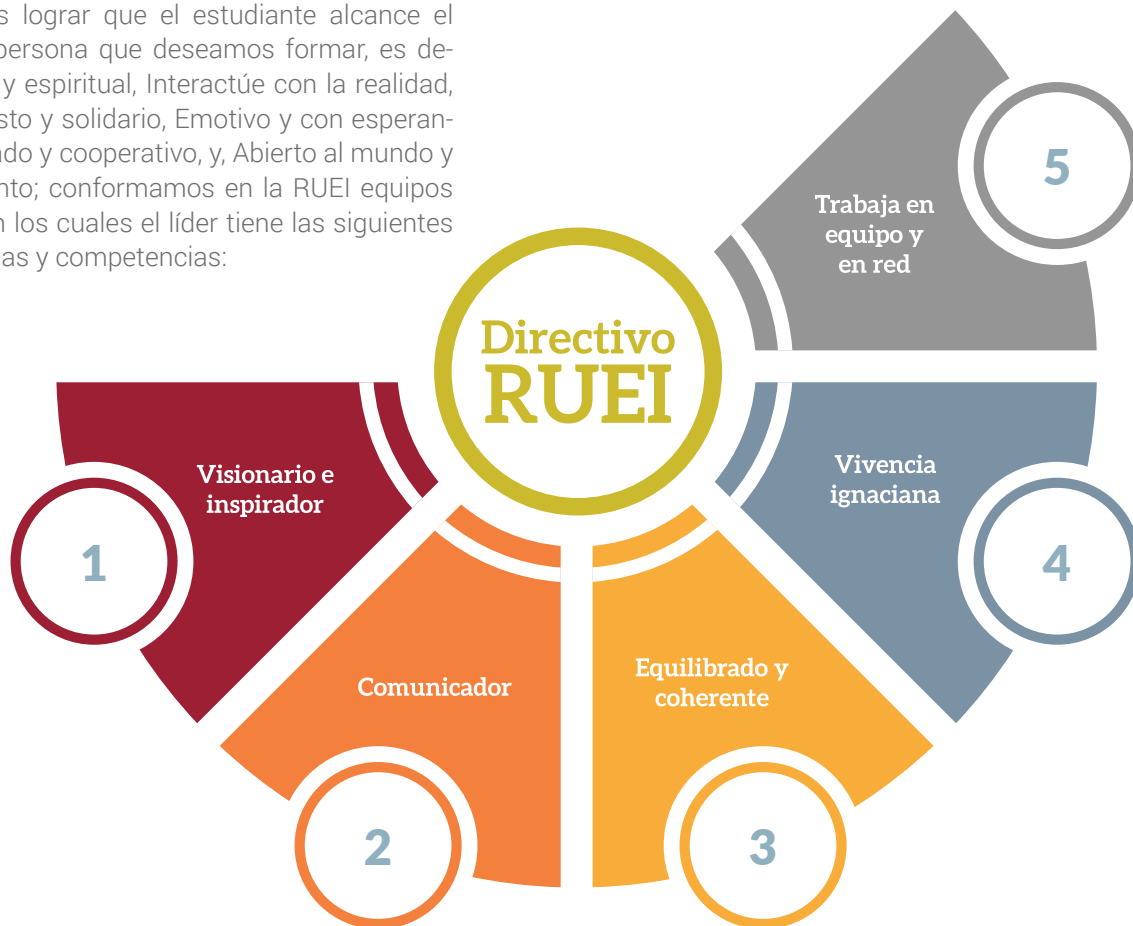 s lograr que el estudiante alcance el
persona que deseamos formar, es de-
y espiritual, Interactúe con la realidad,
sto y solidario, Emotivo y con esperan-
ado y cooperativo, y, Abierto al mundo y
nto; conformamos en la RUEI equipos
n los cuales el líder tiene las siguientes
as y competencias:
Directivo
RUEI
1
Visionario e
inspirador
2
Comunicador
3
Equilibrado y
coherente
4
Vivencia
ignaciana
5
Trabaja en
equipo y
en red